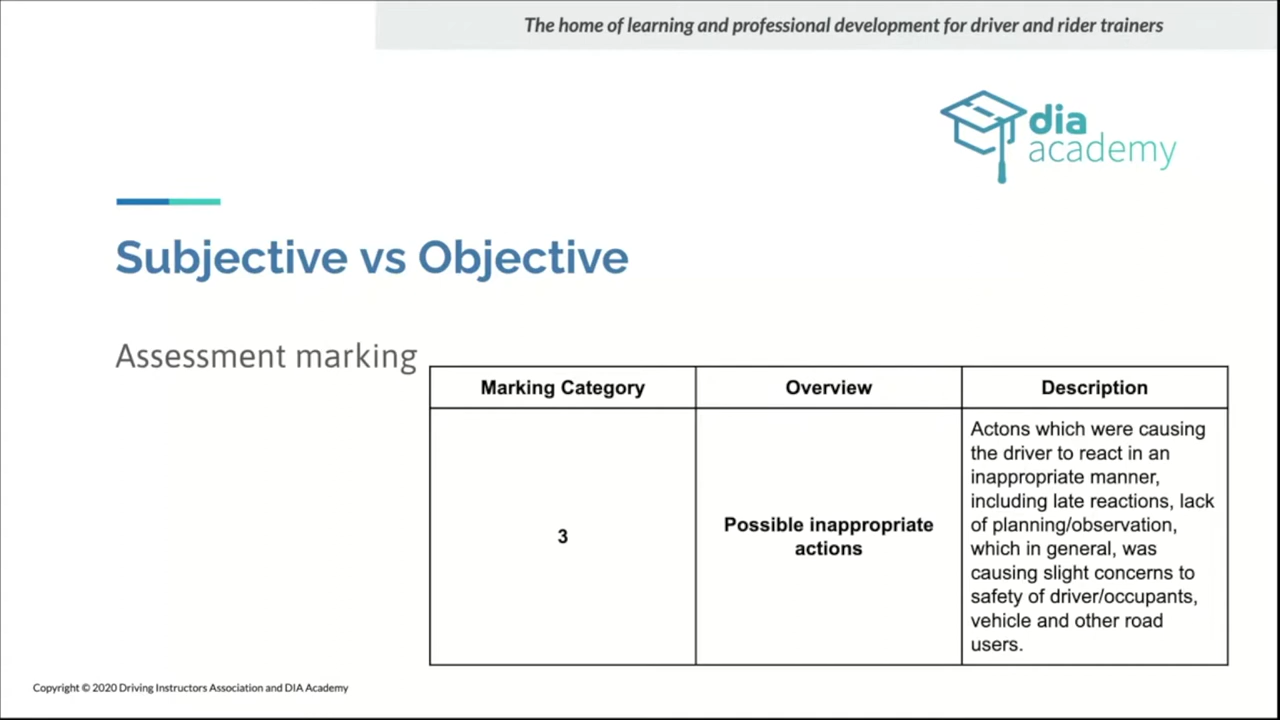 The home of learning and professional development for driver and rider trainers
dia
academy
Subjective vs Objective
Assessment marking
Marking Category
Overview
Description
3
Possible inappropriate
actions
Actons which were causing
the driver to react in an
inappropriate manner,
including late reactions, lack
of planning/observation,
which in general, was
causing slight concerns to
safety of driver/occupants,
vehicle and other road
users.
Copyright © 2020 Driving Instructors Association and DIA Academy